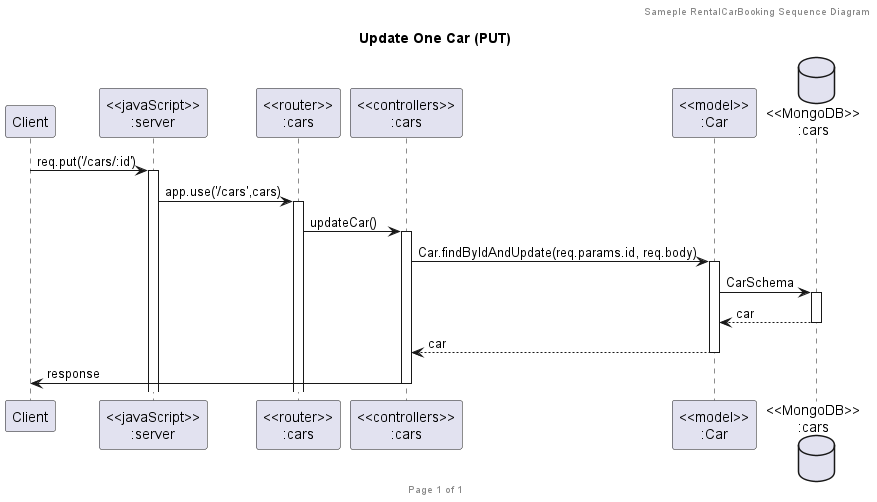 Sameple RentalCarBooking Sequence Diagram
Update One Car (PUT)
Client
<<javaScript>>
:server
<<router>>
:cars
<<controllers>>
:cars
<<model>>
:Car
<<MongoDB>>
:cars
req.put('/cars/:id')
app.use('/cars',cars)
updateCar()
Car.findByIdAndUpdate(req.params.id, req.body)
CarSchema
car
car
response
Client
<<javaScript>>
:server
<<router>>
:cars
<<controllers>>
:cars
<<model>>
:Car
<<MongoDB>>
:cars
Page 1 of 1